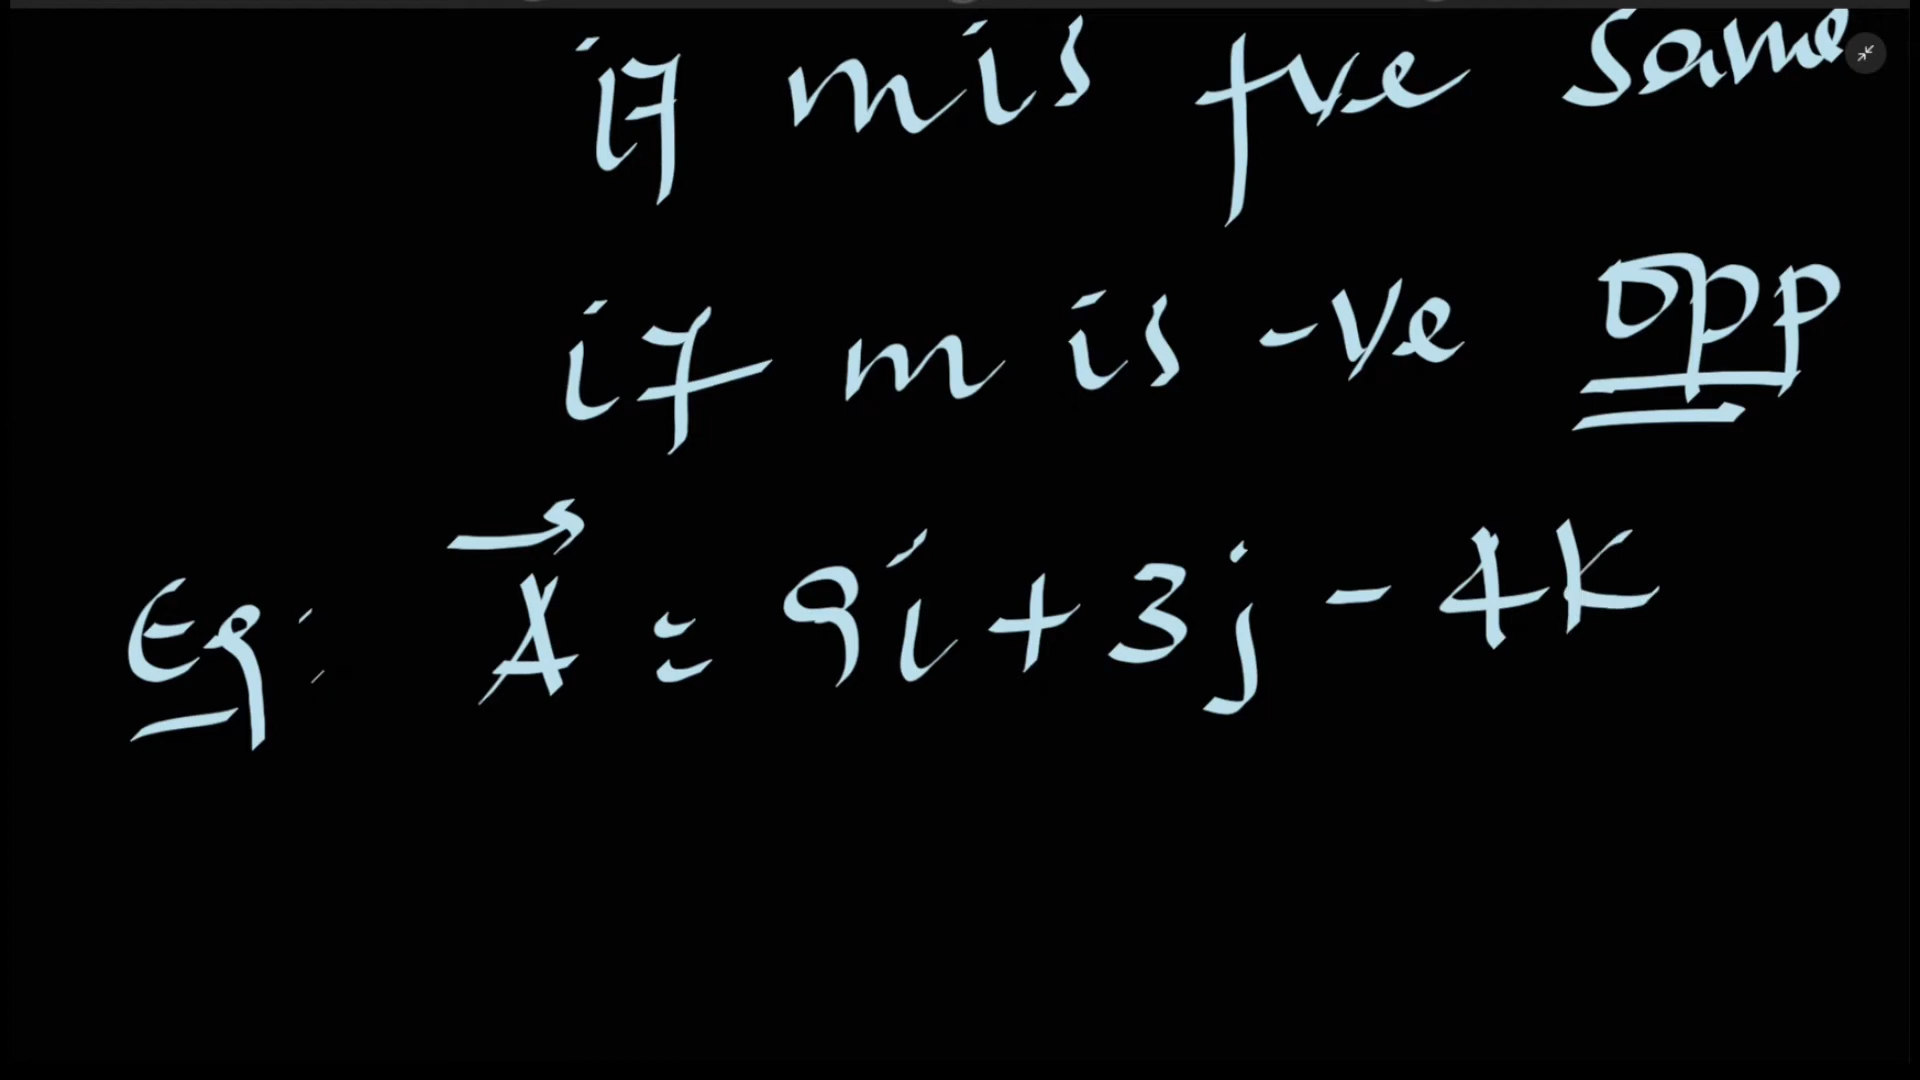 if m is +ve same
if m is -ve opp
Eg: A⃗ = 9i + 3j - 4k